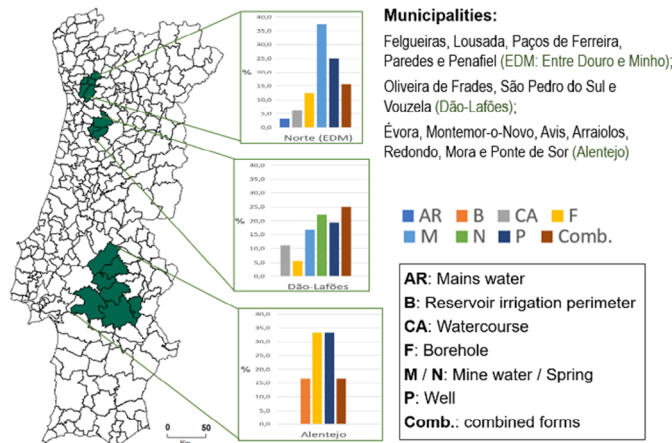 40,0
35,0
30,0
25,0
20,0
15,0
10,0
5,0
0,0
%
Norte (EDM)
40,0
35,0
30,0
25,0
20,0
15,0
10,0
5,0
0,0
%
Dão-Lafões
40,0
35,0
30,0
25,0
20,0
15,0
10,0
5,0
0,0
%
Alentejo
0 50
Km
Municipalities:
Felgueiras, Lousada, Paços de Ferreira,
Paredes e Penafiel (EDM: Entre Douro e Minho);
Oliveira de Frades, São Pedro do Sul e
Vouzela (Dão-Lafões);
Évora, Montemor-o-Novo, Avis, Arraiolos,
Redondo, Mora e Ponte de Sor (Alentejo)
AR B CA F
M N P Comb.
AR: Mains water
B: Reservoir irrigation perimeter
CA: Watercourse
F: Borehole
M / N: Mine water / Spring
P: Well
Comb.: combined forms